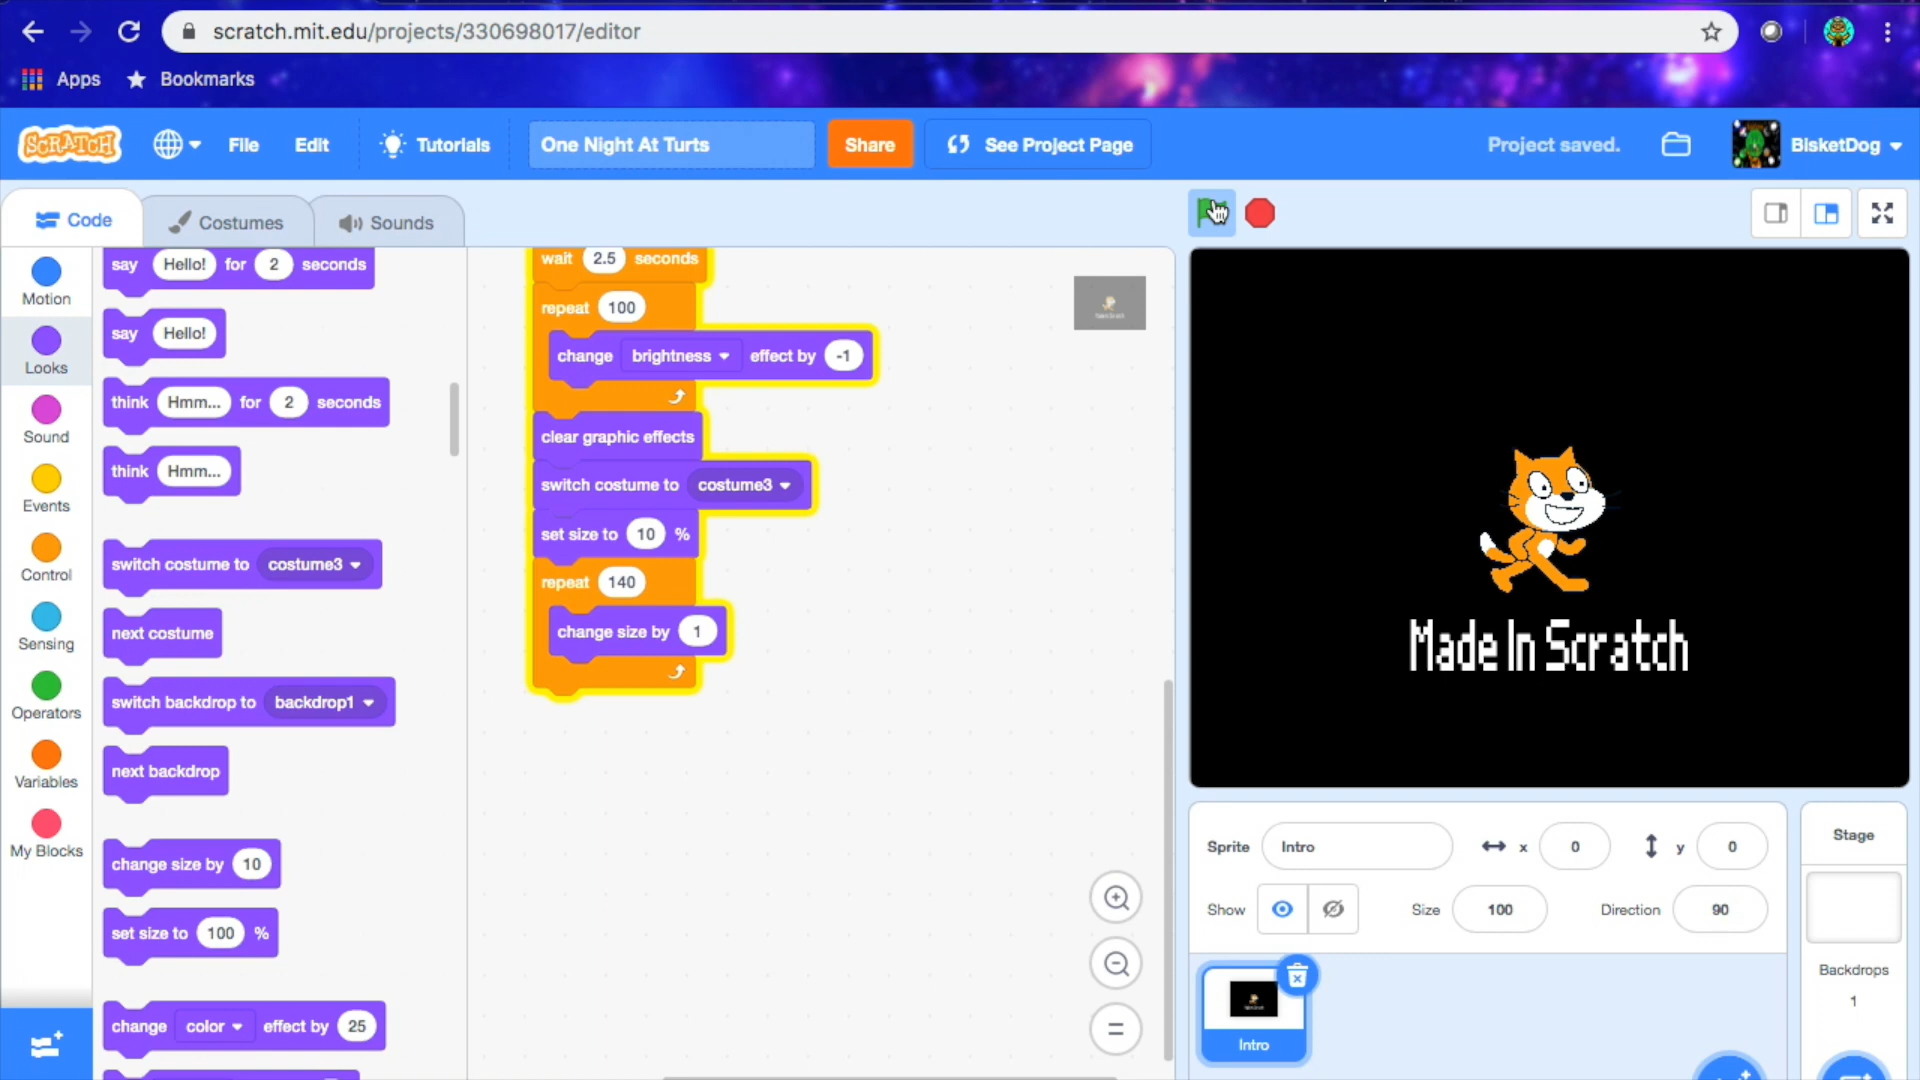 scratch.mit.edu/projects/330698017/editor
Apps
Bookmarks
SCRATCH
File
Edit
Tutorials
One Night At Turts
Share
See Project Page
Project saved.
BisketDog
Code
Costumes
Sounds
Motion
Looks
Sound
Events
Control
Sensing
Operators
Variables
My Blocks
say Hello! for 2 seconds
say Hello!
think Hmm... for 2 seconds
think Hmm...
switch costume to costume3
next costume
switch backdrop to backdrop1
next backdrop
change size by 10
set size to 100 %
change color effect by 25
wait 2.5 seconds
repeat 100
change brightness effect by -1
clear graphic effects
switch costume to costume3
set size to 10 %
repeat 140
change size by 1
Made In Scratch
Sprite Intro x 0 y 0
Show Size 100 Direction 90
Intro
Stage
Backdrops
1